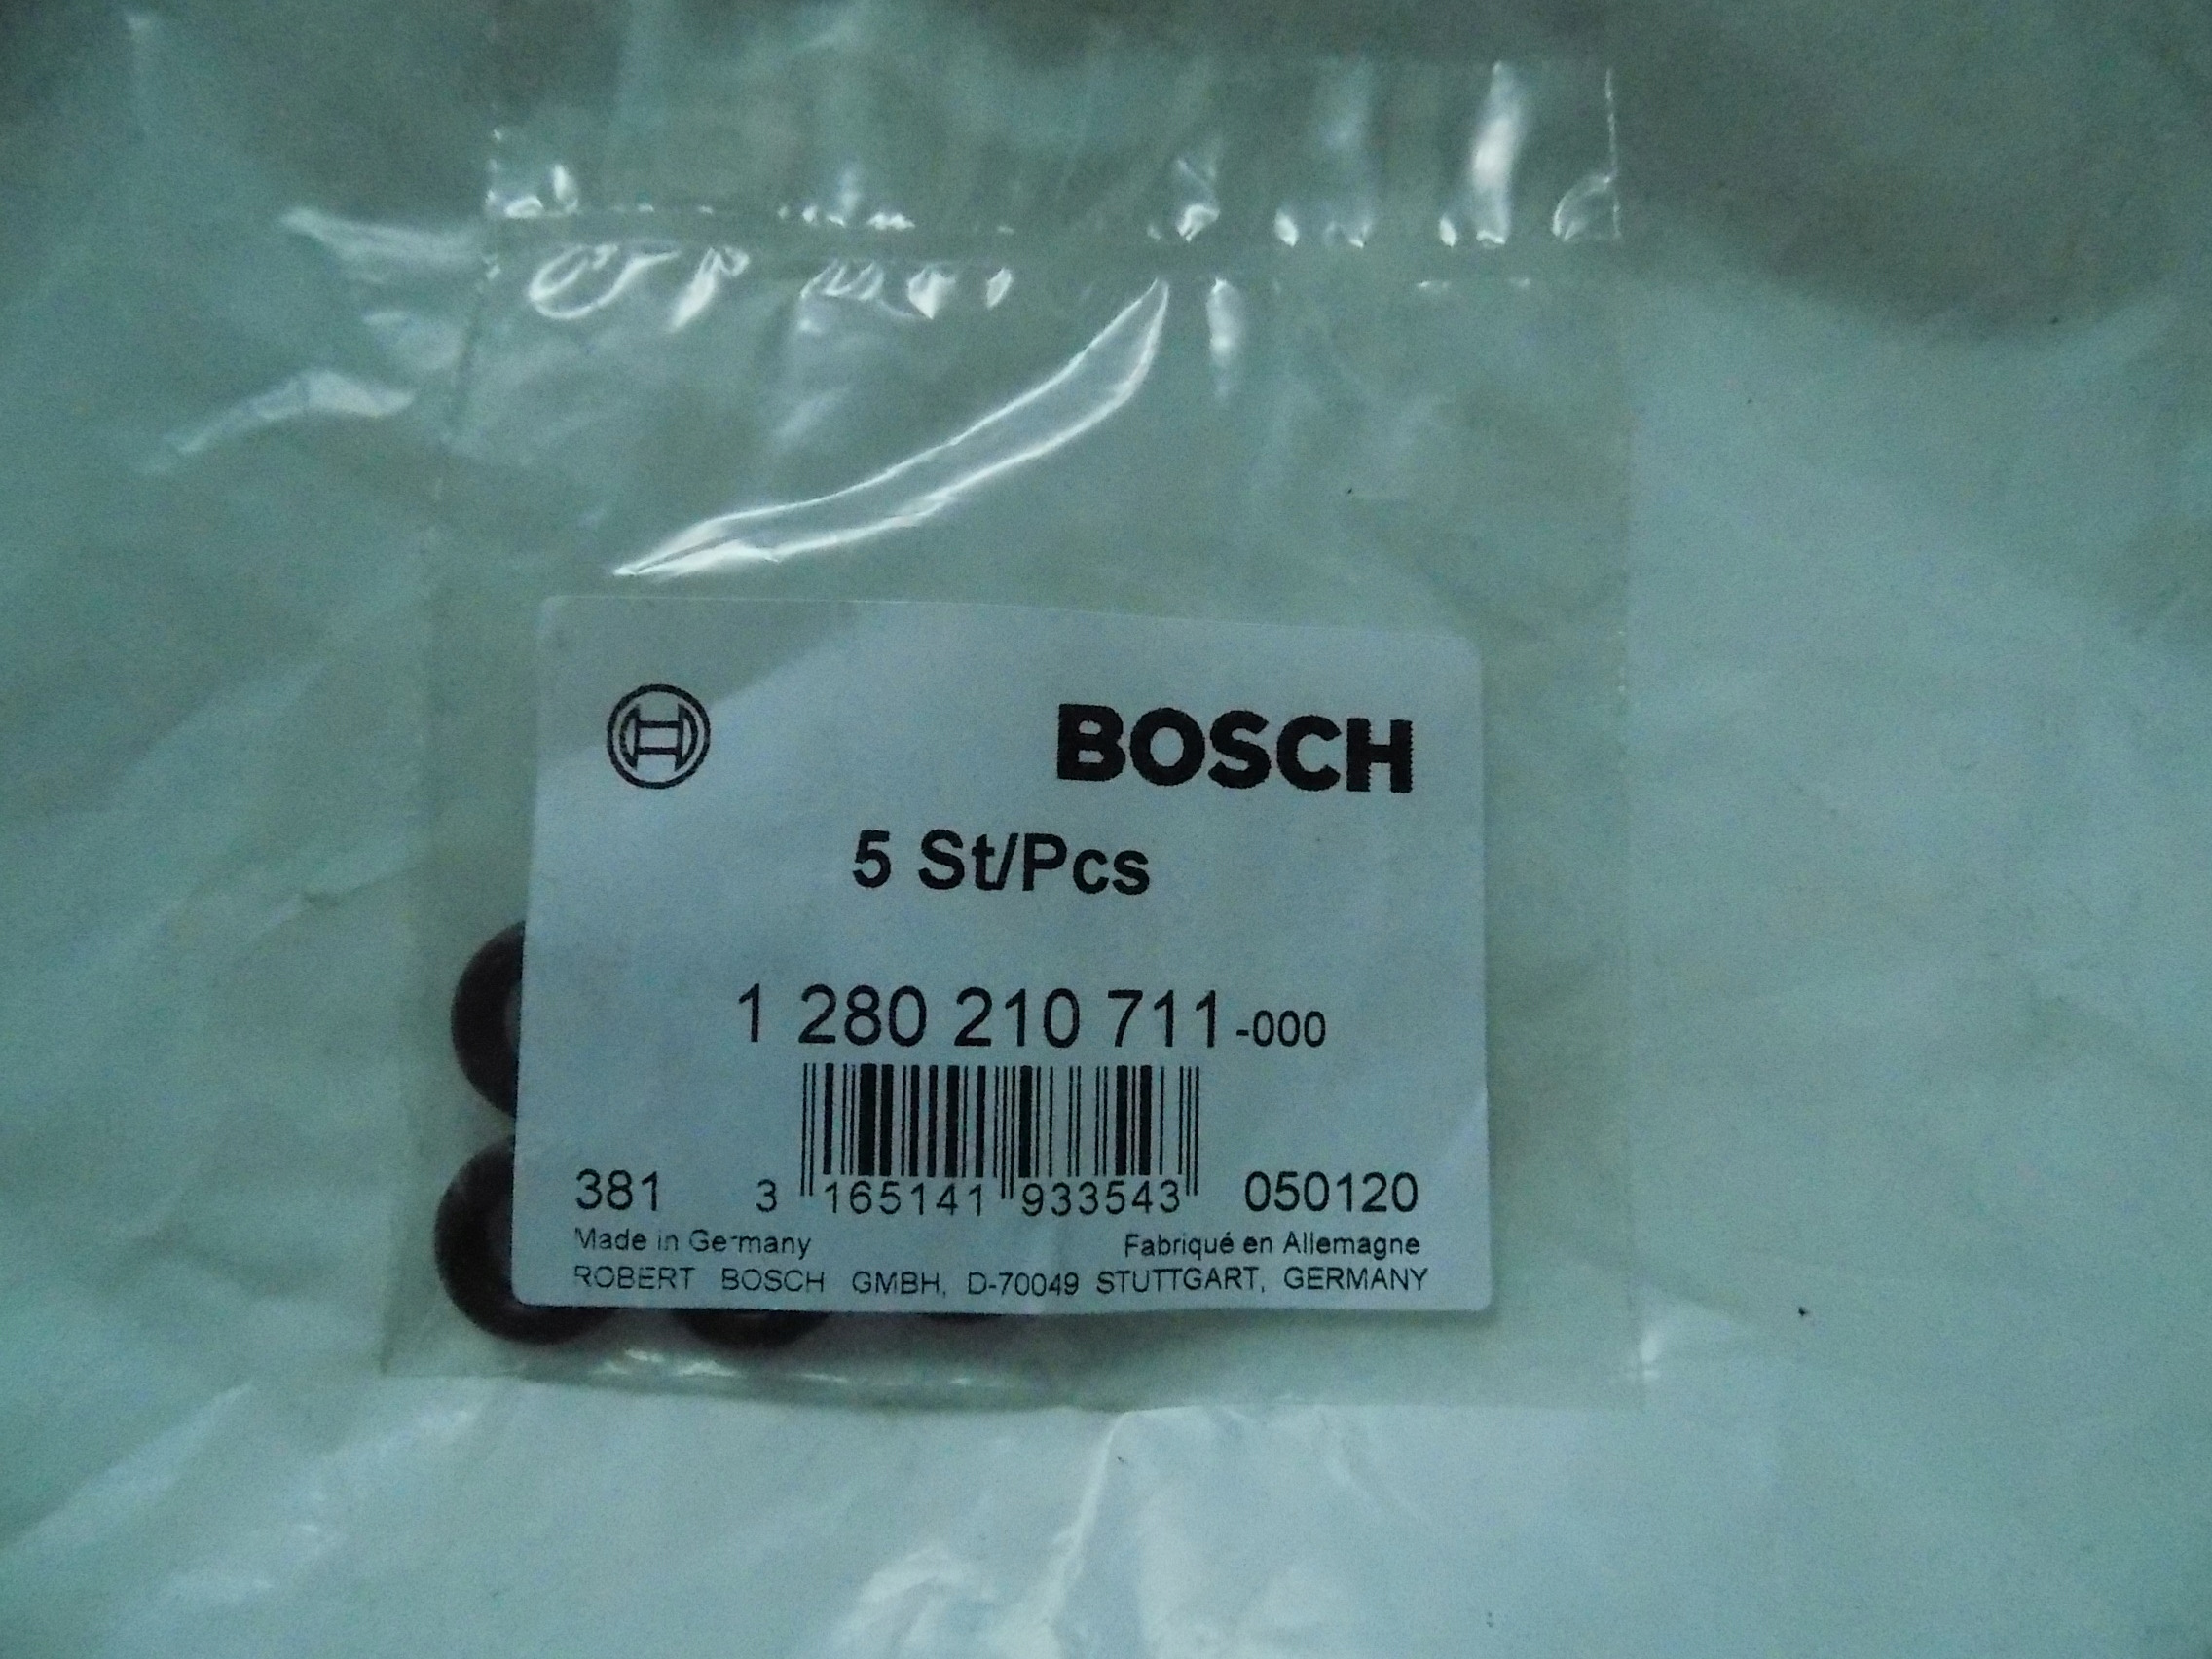 BOSCH
5 St/Pcs
1 280 210 711-000
381 3 165141 933543 050120
Made in Germany Fabriqué en Allemagne
ROBERT BOSCH GMBH, D-70049 STUTTGART, GERMANY